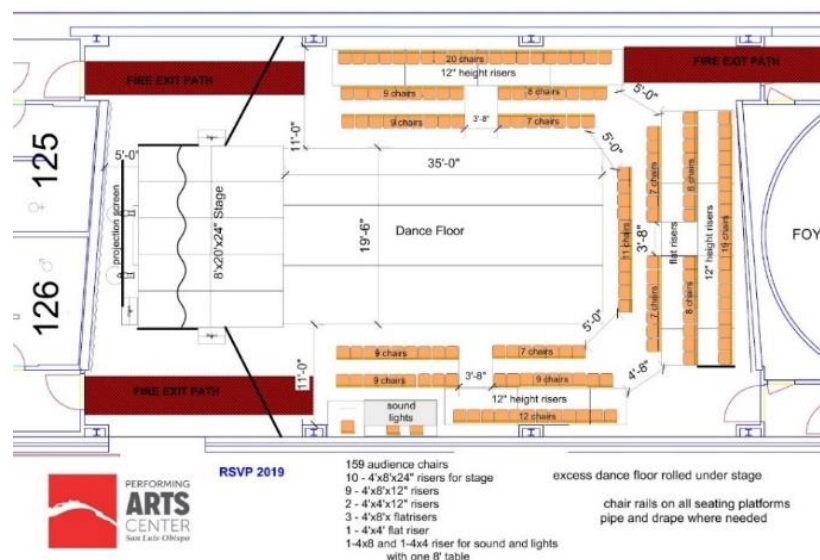 FIRE EXIT PATH
20 chairs
12" height risers
FIRE EXIT PATH
9 chairs
8 chairs
9 chairs
3'-8"
7 chairs
5'-0"
11'-0"
5'-0"
5'-0"
125
126
projection screen
8'x20'x24" Stage
35'-0"
19'-6"
Dance Floor
11 chairs
7 chairs
3'-8"
7 chairs
8 chairs
flat risers
8 chairs
12" height risers
19 chairs
FOY
5'-0"
4'-8"
9 chairs
7 chairs
9 chairs
3'-8"
9 chairs
11'-0"
FIRE EXIT PATH
sound
lights
12" height risers
12 chairs
PERFORMING
ARTS
CENTER
San Luis Obispo
RSVP 2019
159 audience chairs
10 - 4'x8'x24" risers for stage
9 - 4'x8'x12" risers
2 - 4'x4'x12" risers
3 - 4'x8'x flatrisers
1 - 4'x4' flat riser
1-4x8 and 1-4x4 riser for sound and lights
with one 8' table
excess dance floor rolled under stage
chair rails on all seating platforms
pipe and drape where needed